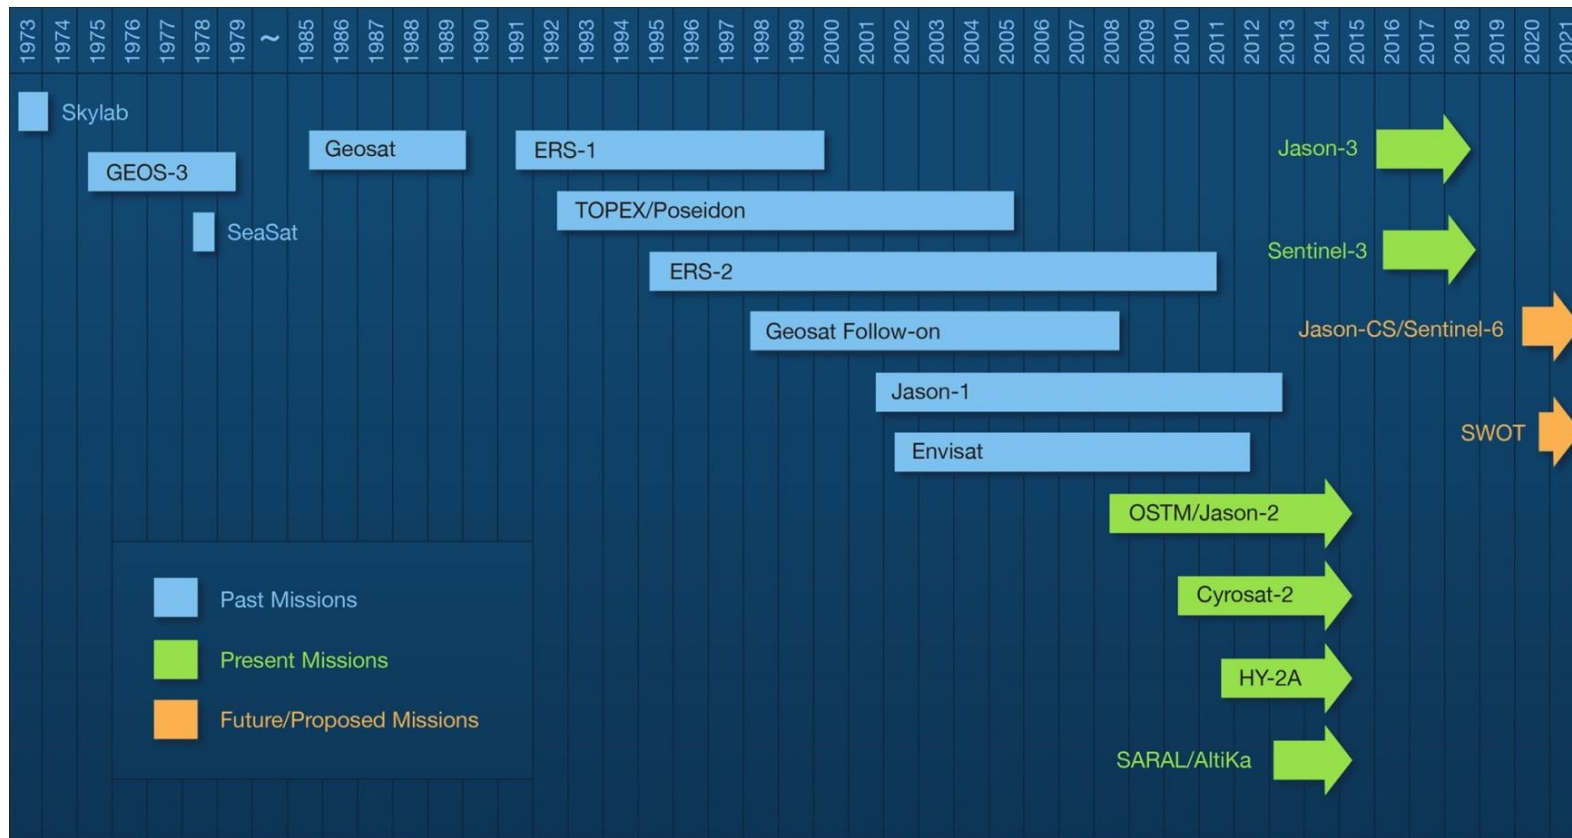 1973 1974 1975 1976 1977 1978 1979 ~ 1985 1986 1987 1988 1989 1990 1991 1992 1993 1994 1995 1996 1997 1998 1999 2000 2001 2002 2003 2004 2005 2006 2007 2008 2009 2010 2011 2012 2013 2014 2015 2016 2017 2018 2019 2020 2021
Skylab
Geosat
ERS-1
Jason-3
GEOS-3
TOPEX/Poseidon
SeaSat
Sentinel-3
ERS-2
Geosat Follow-on
Jason-CS/Sentinel-6
Jason-1
SWOT
Envisat
OSTM/Jason-2
Cyrosat-2
HY-2A
SARAL/AltiKa
Past Missions
Present Missions
Future/Proposed Missions